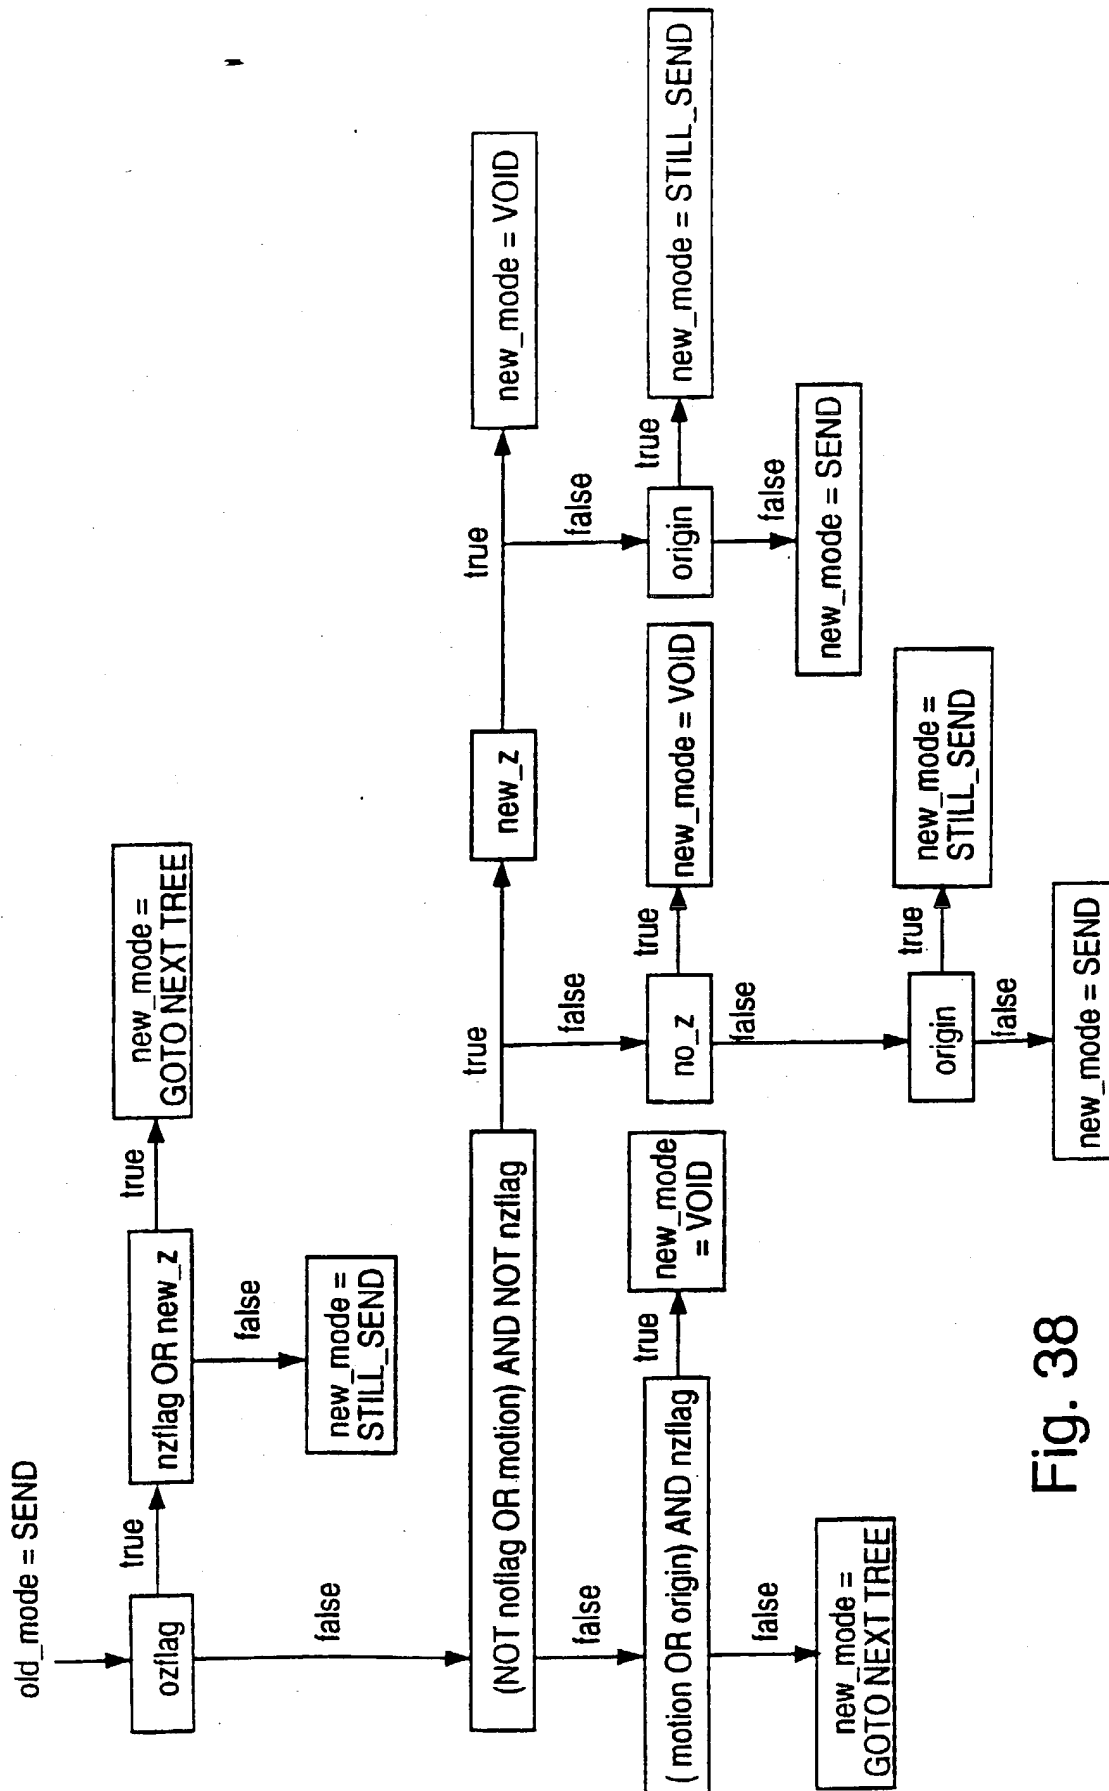 old_mode = SEND
ozflag
true
nzflag OR new_z
true
new_mode =
GOTO NEXT TREE
false
new_mode =
STILL_SEND
false
(NOT noflag OR motion) AND NOT nzflag
true
new_z
true
new_mode = VOID
false
origin
true
new_mode = STILL_SEND
false
new_mode = SEND
false
no_z
true
new_mode = VOID
false
origin
true
new_mode =
STILL_SEND
false
new_mode = SEND
false
( motion OR origin) AND nzflag
true
new_mode
= VOID
false
new_mode =
GOTO NEXT TREE
Fig. 38